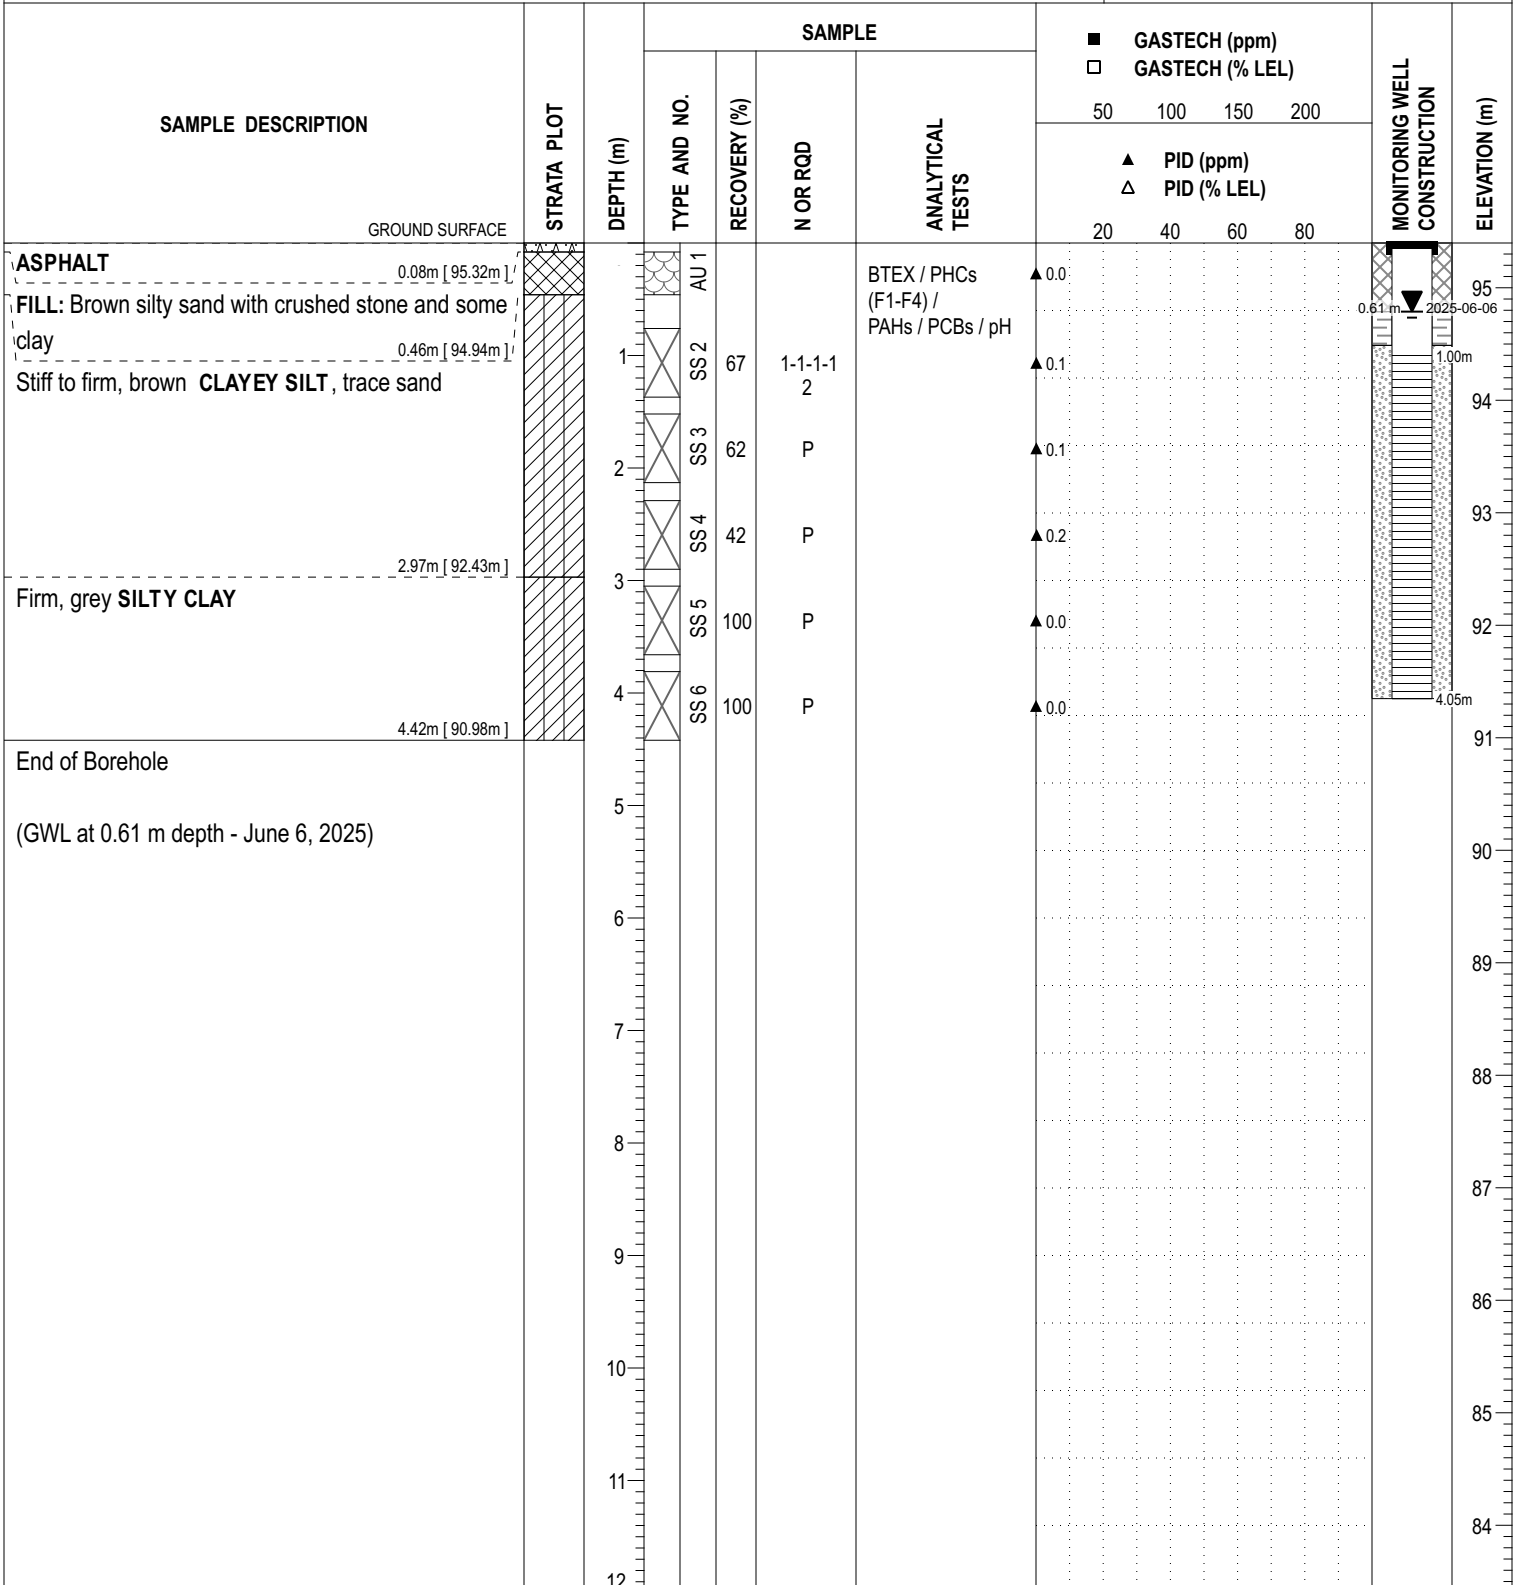 SAMPLE DESCRIPTION
GROUND SURFACE
STRATA PLOT
DEPTH (m)
SAMPLE
TYPE AND NO.
RECOVERY (%)
N OR RQD
ANALYTICAL
TESTS
■ GASTECH (ppm)
□ GASTECH (% LEL)
50 100 150 200
▲ PID (ppm)
△ PID (% LEL)
20 40 60 80
MONITORING WELL
CONSTRUCTION
ELEVATION (m)
ASPHALT
0.08m [ 95.32m ]
FILL: Brown silty sand with crushed stone and some
clay
0.46m [ 94.94m ]
Stiff to firm, brown CLAYEY SILT, trace sand
2.97m [ 92.43m ]
Firm, grey SILTY CLAY
4.42m [ 90.98m ]
End of Borehole
(GWL at 0.61 m depth - June 6, 2025)
1
2
3
4
5
6
7
8
9
10
11
12
AU 1
SS 2
67
1-1-1-1
2
SS 3
62
P
SS 4
42
P
SS 5
100
P
SS 6
100
P
BTEX / PHCs
(F1-F4) /
PAHs / PCBs / pH
0.0
0.1
0.1
0.2
0.0
0.0
0.61 m
2025-06-06
1.00m
4.05m
95
94
93
92
91
90
89
88
87
86
85
84